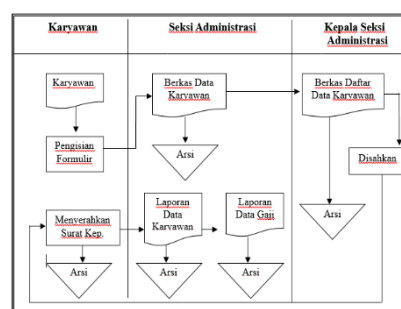 Karyawan
Seksi Administrasi
Kepala Seksi
Administrasi
Karyawan
Berkas Data
Karyawan
Berkas Daftar
Data Karyawan
Pengisian
Formulir
Arsi
Disahkan
Menyerahkan
Surat Kep.
Laporan
Data
Karyawan
Laporan
Data Gaji
Arsi
Arsi
Arsi
Arsi